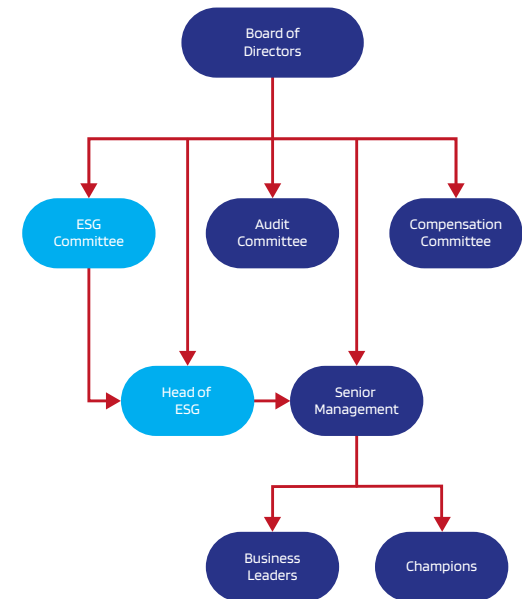 Board of
Directors
ESG
Committee
Audit
Committee
Compensation
Committee
Head of
ESG
Senior
Management
Business
Leaders
Champions